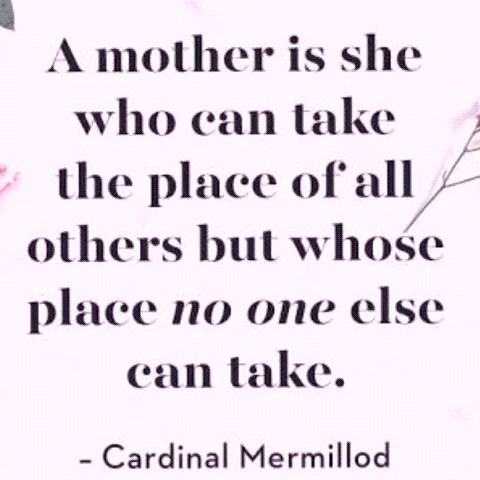 A mother is she
who can take
the place of all
others but whose
place no one else
can take.
– Cardinal Mermillod